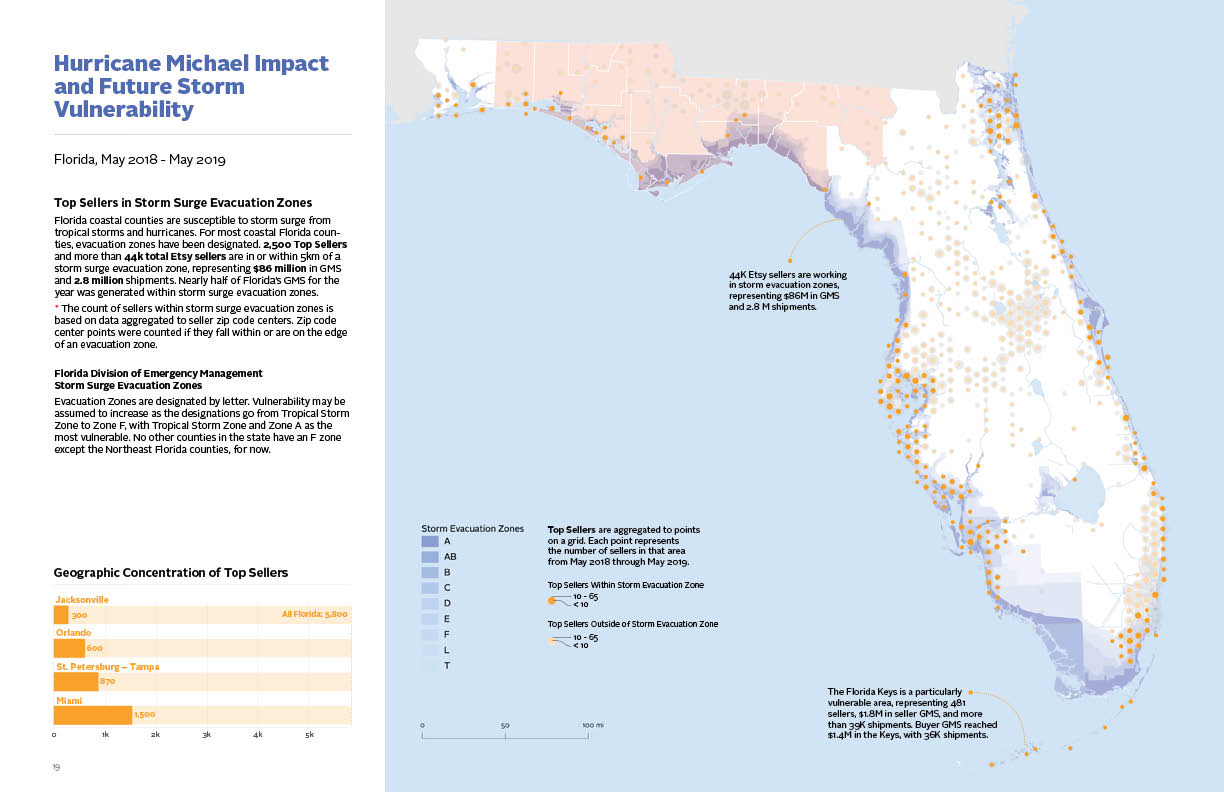 Hurricane Michael Impact
and Future Storm
Vulnerability
Florida, May 2018 - May 2019
Top Sellers in Storm Surge Evacuation Zones
Florida coastal counties are susceptible to storm surge from
tropical storms and hurricanes. For most coastal Florida coun-
ties, evacuation zones have been designated. 2,500 Top Sellers
and more than 44k total Etsy sellers are in or within 5km of a
storm surge evacuation zone, representing $86 million in GMS
and 2.8 million shipments. Nearly half of Florida's GMS for the
year was generated within storm surge evacuation zones.
* The count of sellers within storm surge evacuation zones is
based on data aggregated to seller zip code centers. Zip code
center points were counted if they fall within or are on the edge
of an evacuation zone.
Florida Division of Emergency Management
Storm Surge Evacuation Zones
Evacuation Zones are designated by letter. Vulnerability may be
assumed to increase as the designations go from Tropical Storm
Zone to Zone F, with Tropical Storm Zone and Zone A as the
most vulnerable. No other counties in the state have an F zone
except the Northeast Florida counties, for now.
Geographic Concentration of Top Sellers
Jacksonville
300
All Florida: 5,800
Orlando
600
St. Petersburg – Tampa
870
Miami
1,500
0 1k 2k 3k 4k 5k
19
44K Etsy sellers are working
in storm evacuation zones,
representing $86M in GMS
and 2.8 M shipments.
Storm Evacuation Zones
A
AB
B
C
D
E
F
L
T
Top Sellers are aggregated to points
on a grid. Each point represents
the number of sellers in that area
from May 2018 through May 2019.
Top Sellers Within Storm Evacuation Zone
10 - 65
< 10
Top Sellers Outside of Storm Evacuation Zone
10 - 65
< 10
0 50 100 mi
The Florida Keys is a particularly
vulnerable area, representing 481
sellers, $1.8M in seller GMS, and more
than 39K shipments. Buyer GMS reached
$1.4M in the Keys, with 36K shipments.